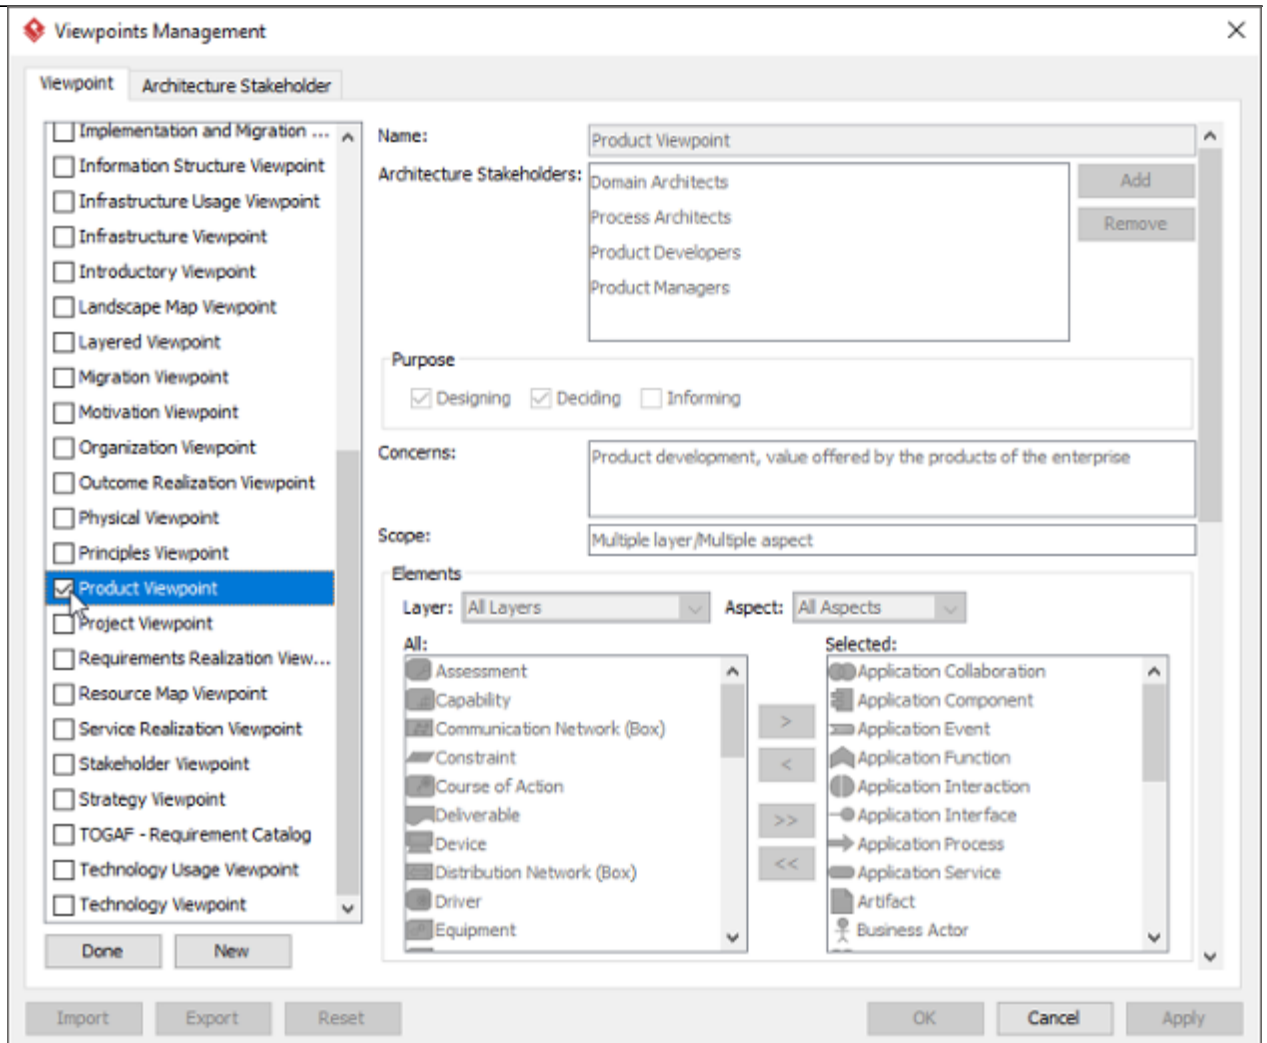 Viewpoints Management
Viewpoint
Architecture Stakeholder
Implementation and Migration ...
Information Structure Viewpoint
Infrastructure Usage Viewpoint
Infrastructure Viewpoint
Introductory Viewpoint
Landscape Map Viewpoint
Layered Viewpoint
Migration Viewpoint
Motivation Viewpoint
Organization Viewpoint
Outcome Realization Viewpoint
Physical Viewpoint
Principles Viewpoint
Product Viewpoint
Project Viewpoint
Requirements Realization View...
Resource Map Viewpoint
Service Realization Viewpoint
Stakeholder Viewpoint
Strategy Viewpoint
TOGAF - Requirement Catalog
Technology Usage Viewpoint
Technology Viewpoint
Done
New
Name:
Product Viewpoint
Architecture Stakeholders:
Domain Architects
Process Architects
Product Developers
Product Managers
Add
Remove
Purpose
Designing
Deciding
Informing
Concerns:
Product development, value offered by the products of the enterprise
Scope:
Multiple layer/Multiple aspect
Elements
Layer:
All Layers
Aspect:
All Aspects
All:
Assessment
Capability
Communication Network (Box)
Constraint
Course of Action
Deliverable
Device
Distribution Network (Box)
Driver
Equipment
>
<
>>
<<
Selected:
Application Collaboration
Application Component
Application Event
Application Function
Application Interaction
Application Interface
Application Process
Application Service
Artifact
Business Actor
Import
Export
Reset
OK
Cancel
Apply